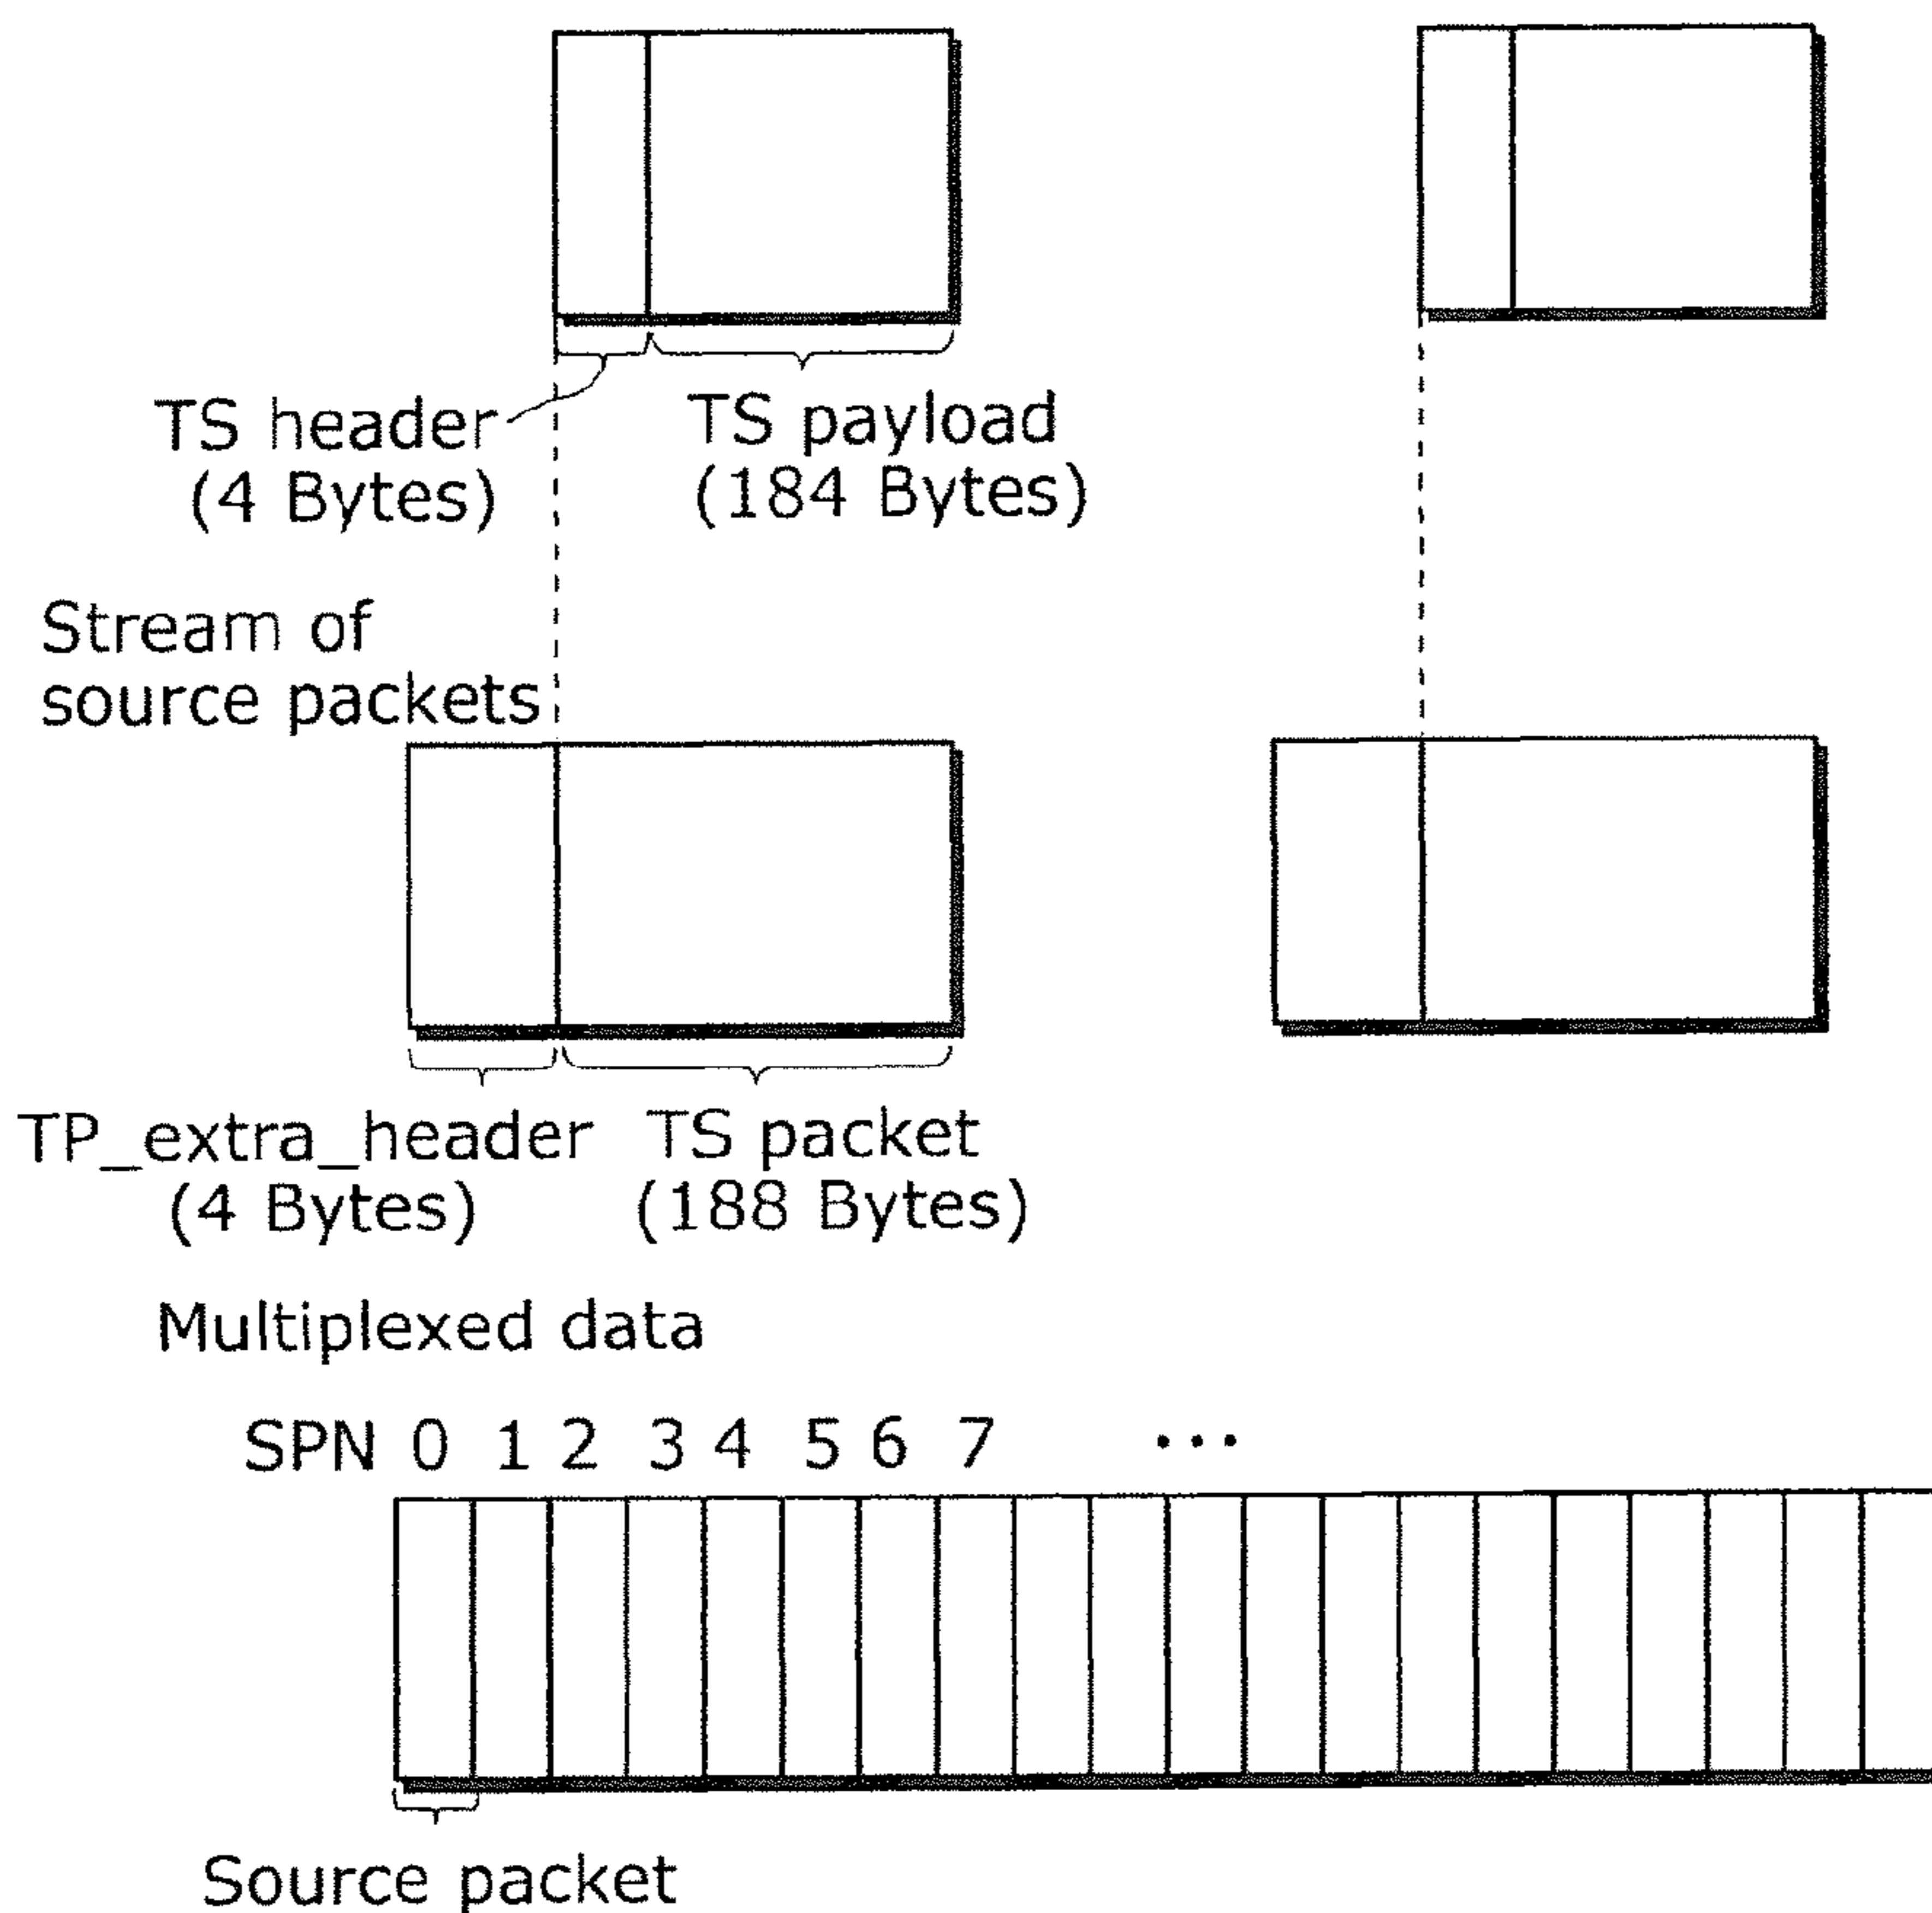 TS header
(4 Bytes)
TS payload
(184 Bytes)
Stream of
source packets
TP_extra_header
(4 Bytes)
TS packet
(188 Bytes)
Multiplexed data
SPN 0 1 2 3 4 5 6 7 ...
Source packet